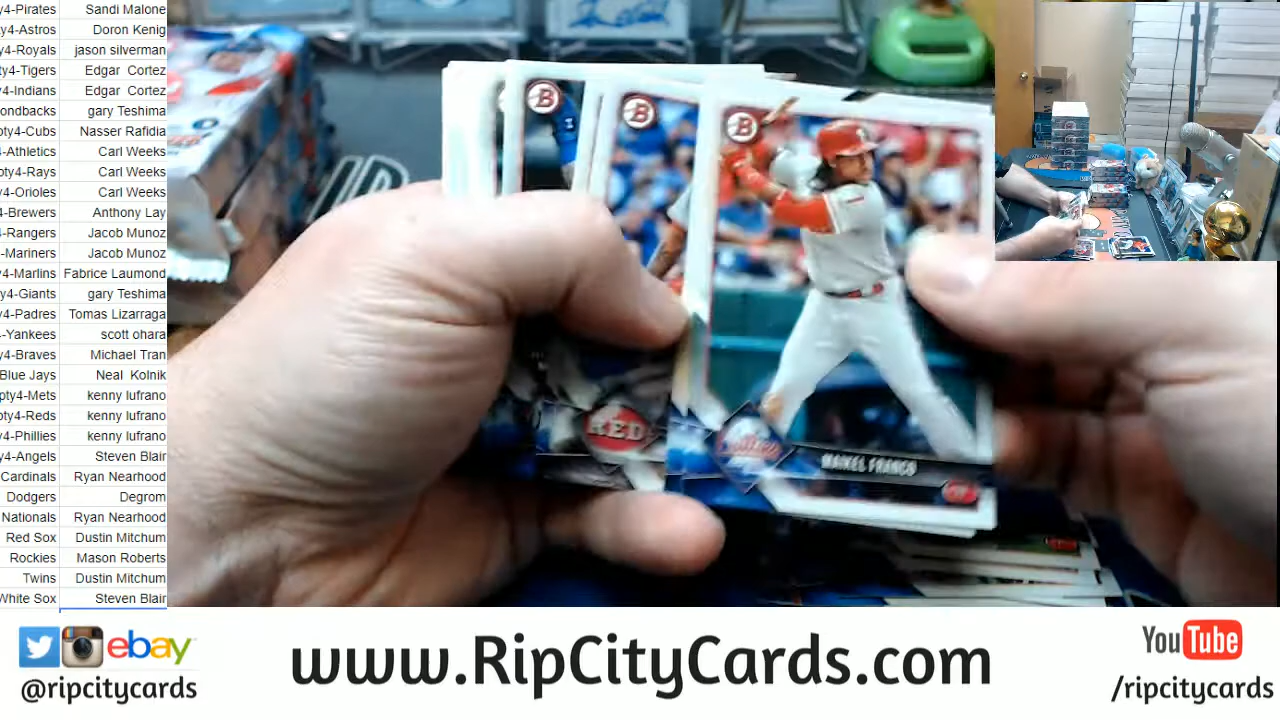 y4-Pirates Sandi Malone
y4-Astros Doron Kenig
y4-Royals jason silverman
y4-Tigers Edgar Cortez
y4-Indians Edgar Cortez
ondbacks gary Teshima
pty4-Cubs Nasser Rafidia
y4-Athletics Carl Weeks
pty4-Rays Carl Weeks
y4-Orioles Carl Weeks
4-Brewers Anthony Lay
4-Rangers Jacob Munoz
-Mariners Jacob Munoz
y4-Marlins Fabrice Laumond
y4-Giants gary Teshima
y4-Padres Tomas Lizarraga
-Yankees scott ohara
y4-Braves Michael Tran
Blue Jays Neal Kolnik
pty4-Mets kenny lufrano
pty4-Reds kenny lufrano
y4-Phillies kenny lufrano
y4-Angels Steven Blair
Cardinals Ryan Nearhood
Dodgers Degrom
Nationals Ryan Nearhood
Red Sox Dustin Mitchum
Rockies Mason Roberts
Twins Dustin Mitchum
White Sox Steven Blair
B
B
B
REDS
MAIKEL FRANCO
ebay
@ripcitycards
www.RipCityCards.com
YouTube
/ripcitycards